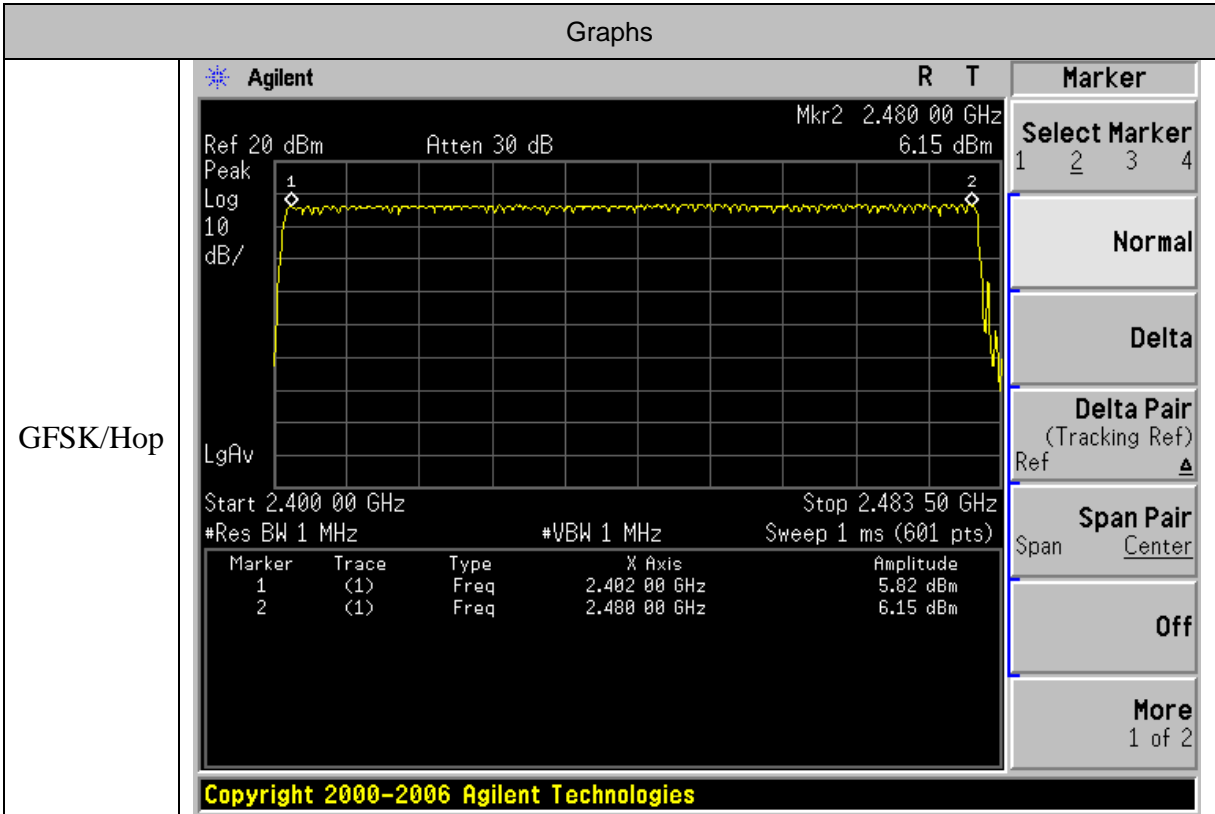 Graphs
GFSK/Hop
Agilent R T
Mkr2 2.480 00 GHz
Ref 20 dBm Atten 30 dB 6.15 dBm
Peak
Log
10
dB/
1 2
LgAv
Start 2.400 00 GHz Stop 2.483 50 GHz
#Res BW 1 MHz #VBW 1 MHz Sweep 1 ms (601 pts)
Marker Trace Type X Axis Amplitude
1 (1) Freq 2.402 00 GHz 5.82 dBm
2 (1) Freq 2.480 00 GHz 6.15 dBm
Copyright 2000-2006 Agilent Technologies
Marker
Select Marker
1 2 3 4
Normal
Delta
Delta Pair
(Tracking Ref)
Ref Δ
Span Pair
Span Center
Off
More
1 of 2